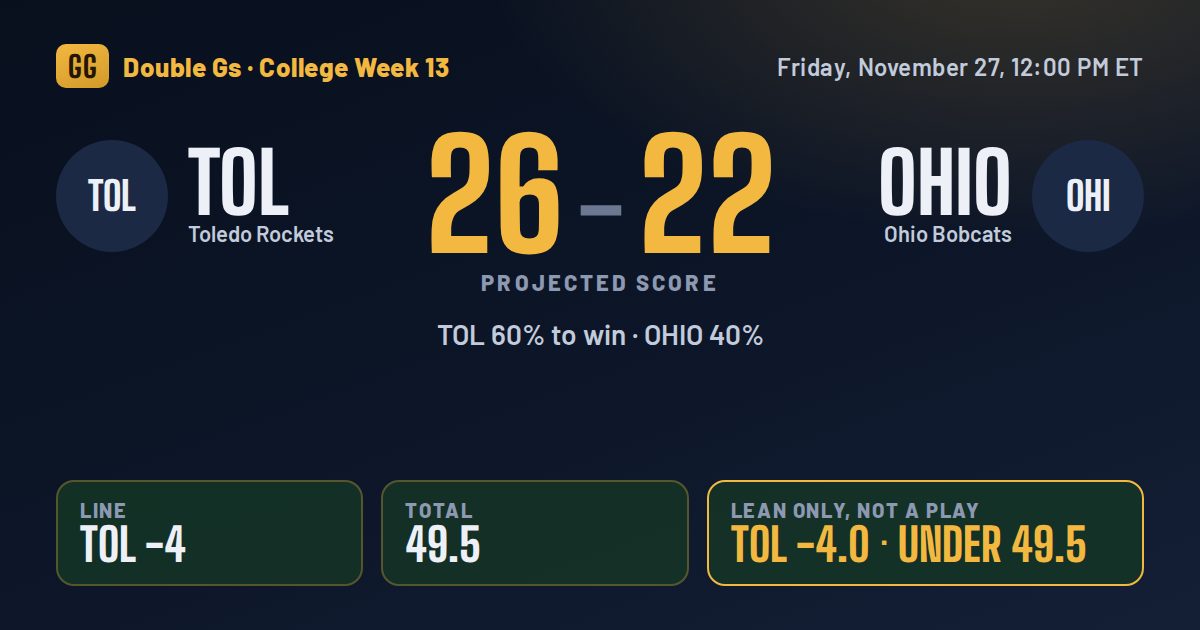 GG Double Gs · College Week 13
Friday, November 27, 12:00 PM ET
TOL
TOL
Toledo Rockets
26 – 22
PROJECTED SCORE
TOL 60% to win · OHIO 40%
OHIO
Ohio Bobcats
OHI
LINE
TOL −4
TOTAL
49.5
LEAN ONLY, NOT A PLAY
TOL −4.0 · UNDER 49.5